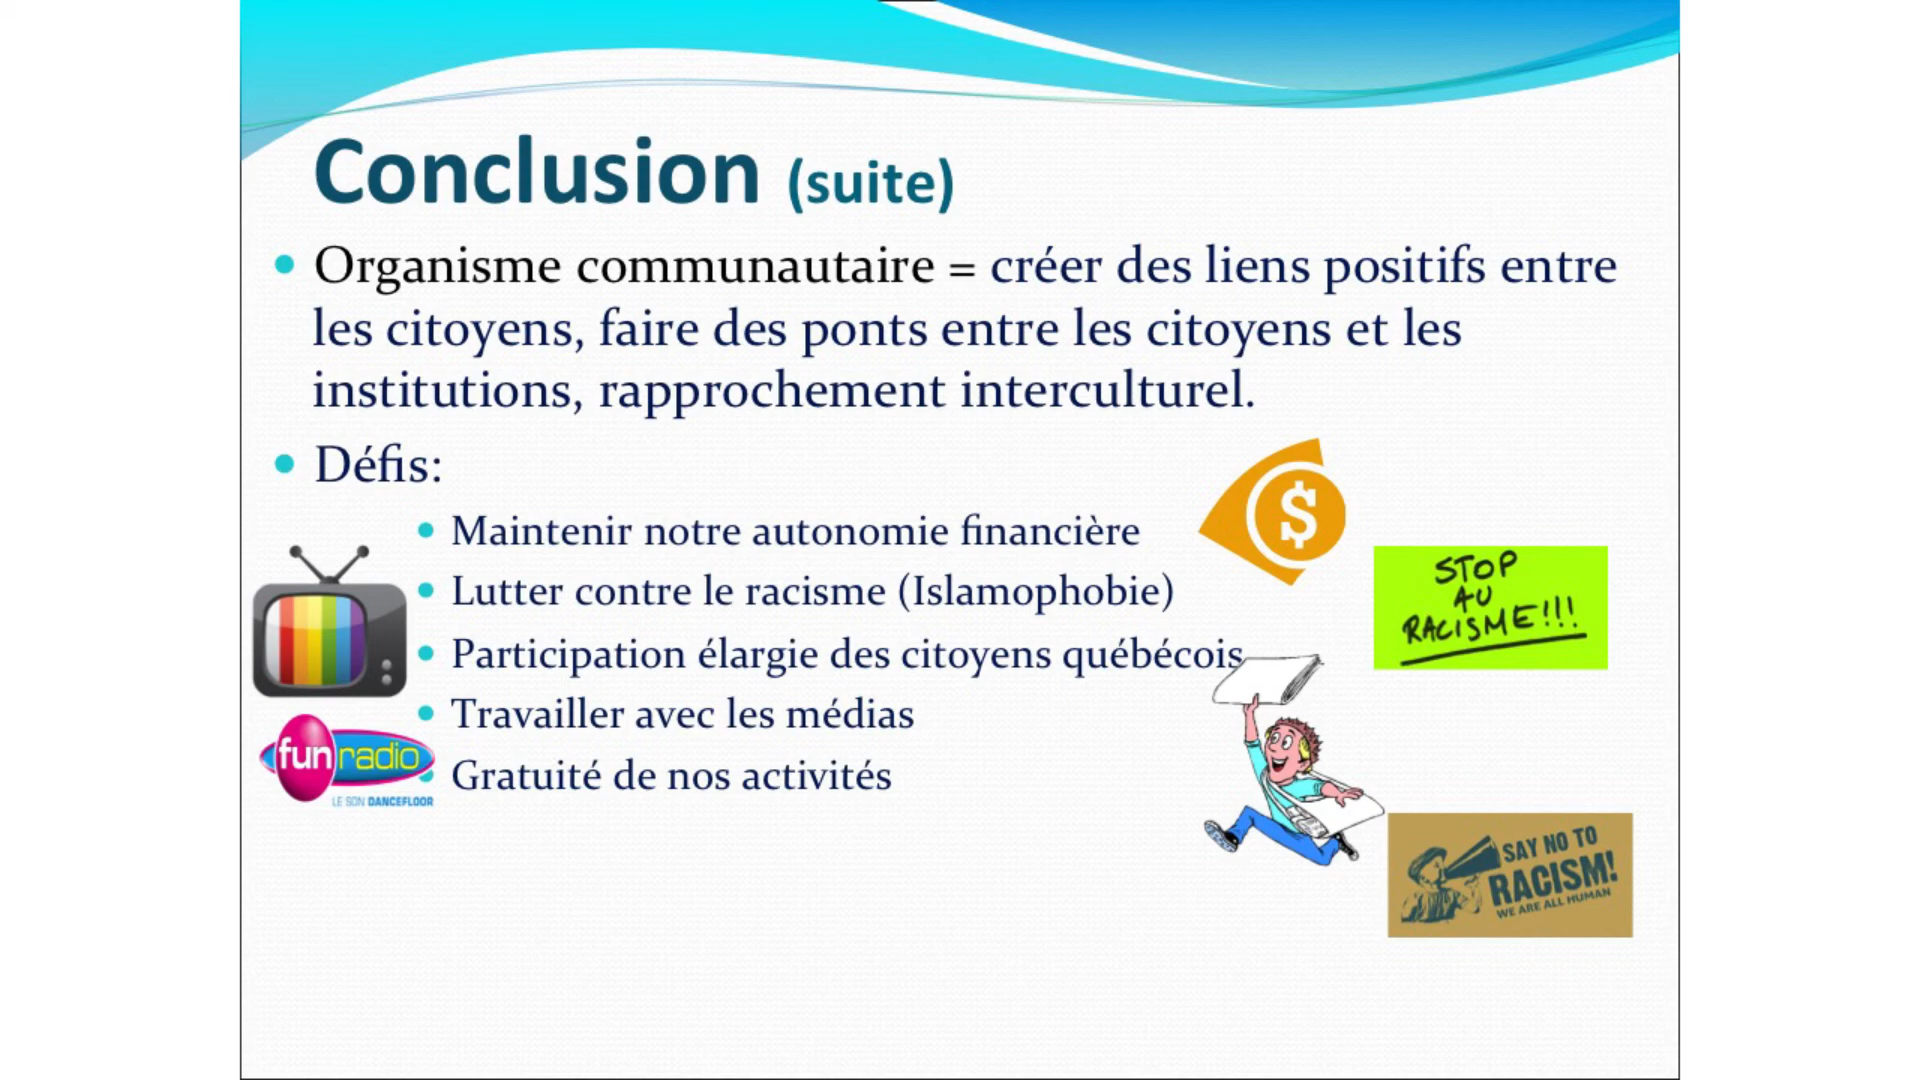 Conclusion (suite)
Organisme communautaire = créer des liens positifs entre
les citoyens, faire des ponts entre les citoyens et les
institutions, rapprochement interculturel.
Défis:
$
Maintenir notre autonomie financière
STOP
AU
RACISME!!!
Lutter contre le racisme (Islamophobie)
Participation élargie des citoyens québécois
Travailler avec les médias
fun radio
LE SON DANCEFLOOR
Gratuité de nos activités
SAY NO TO
RACISM!
WE ARE ALL HUMAN